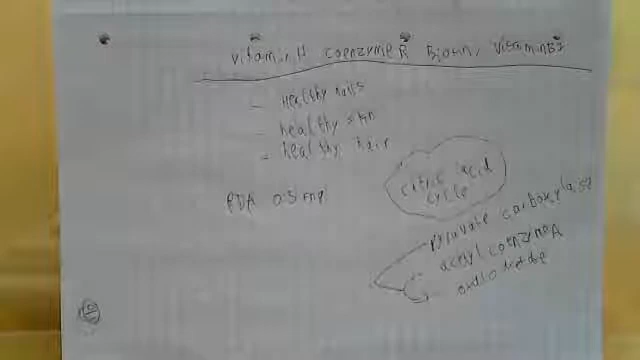 vitamin H coenzyme R Biotin, vitamin B7
- Healthy nails
- healthy skin
- healthy hair
RDA 0.3 mg
citric acid
cycle
pyruvate carboxylase
acetyl coenzyme A